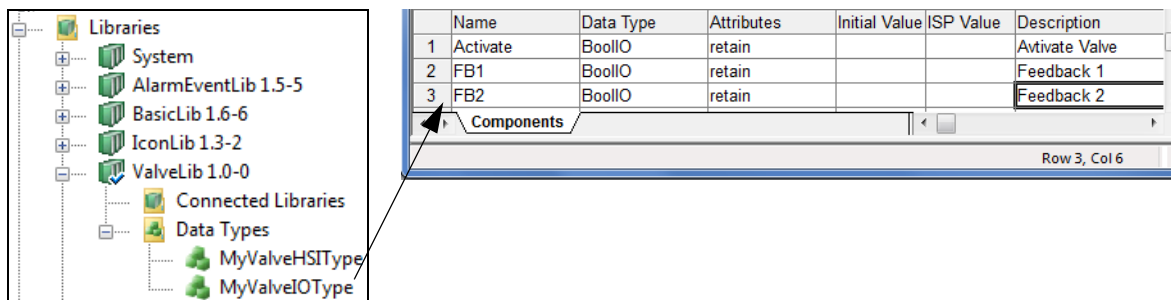 Libraries
System
AlarmEventLib 1.5-5
BasicLib 1.6-6
IconLib 1.3-2
ValveLib 1.0-0
Connected Libraries
Data Types
MyValveHSIType
MyValveIOType
Name Data Type Attributes Initial Value ISP Value Description
1 Activate BoolIO retain Avtivate Valve
2 FB1 BoolIO retain Feedback 1
3 FB2 BoolIO retain Feedback 2
Components
Row 3, Col 6